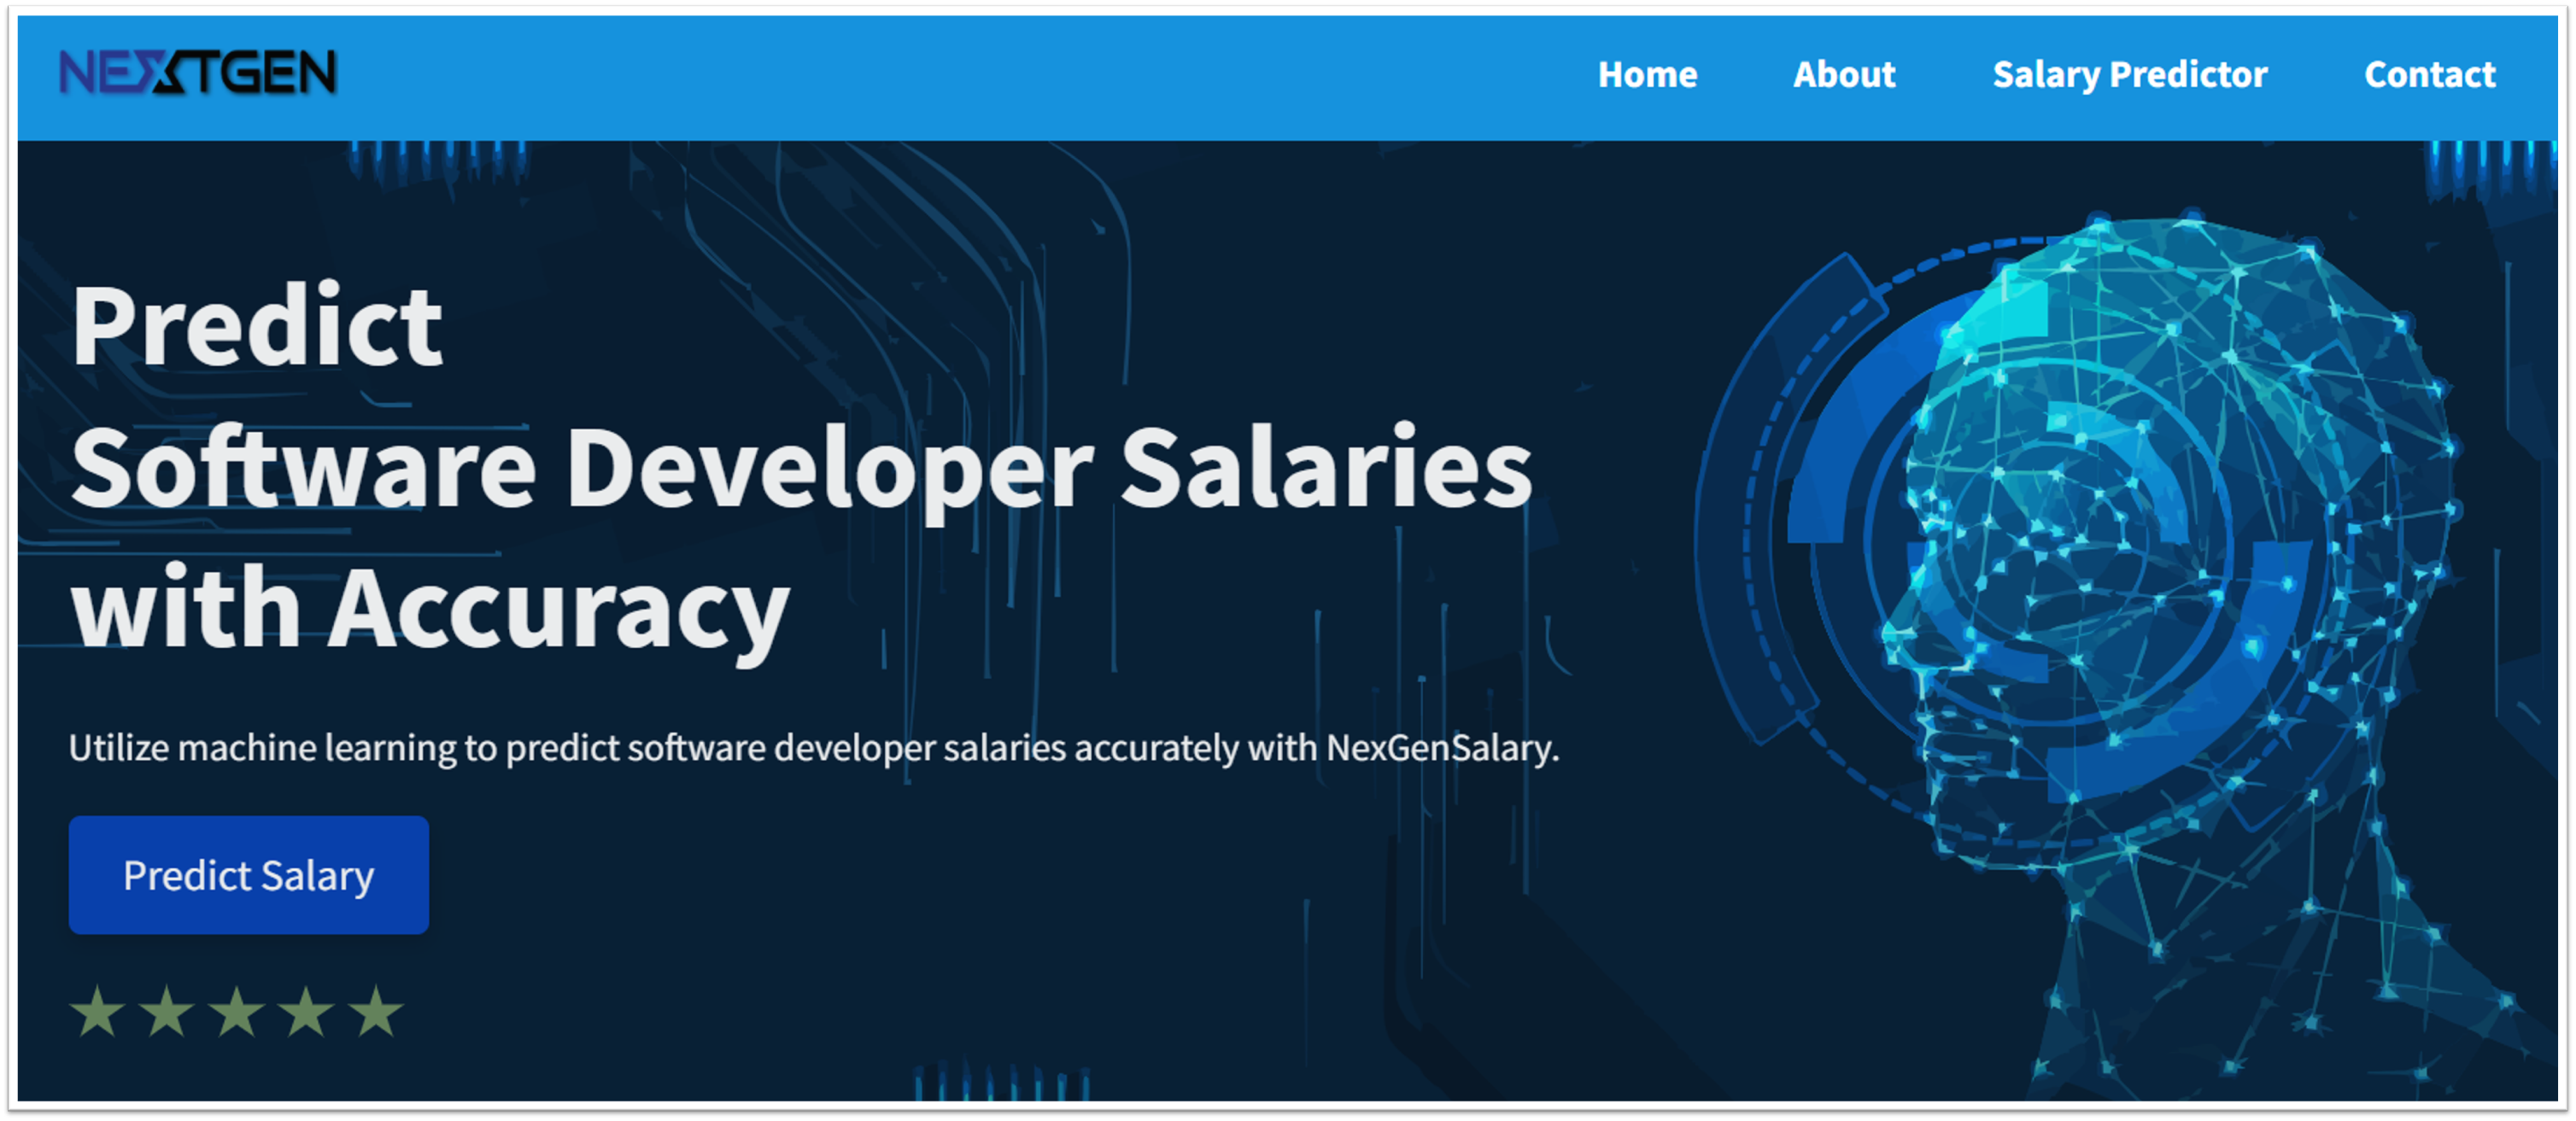 NEXTGEN
Home About Salary Predictor Contact
Predict
Software Developer Salaries
with Accuracy
Utilize machine learning to predict software developer salaries accurately with NexGenSalary.
Predict Salary